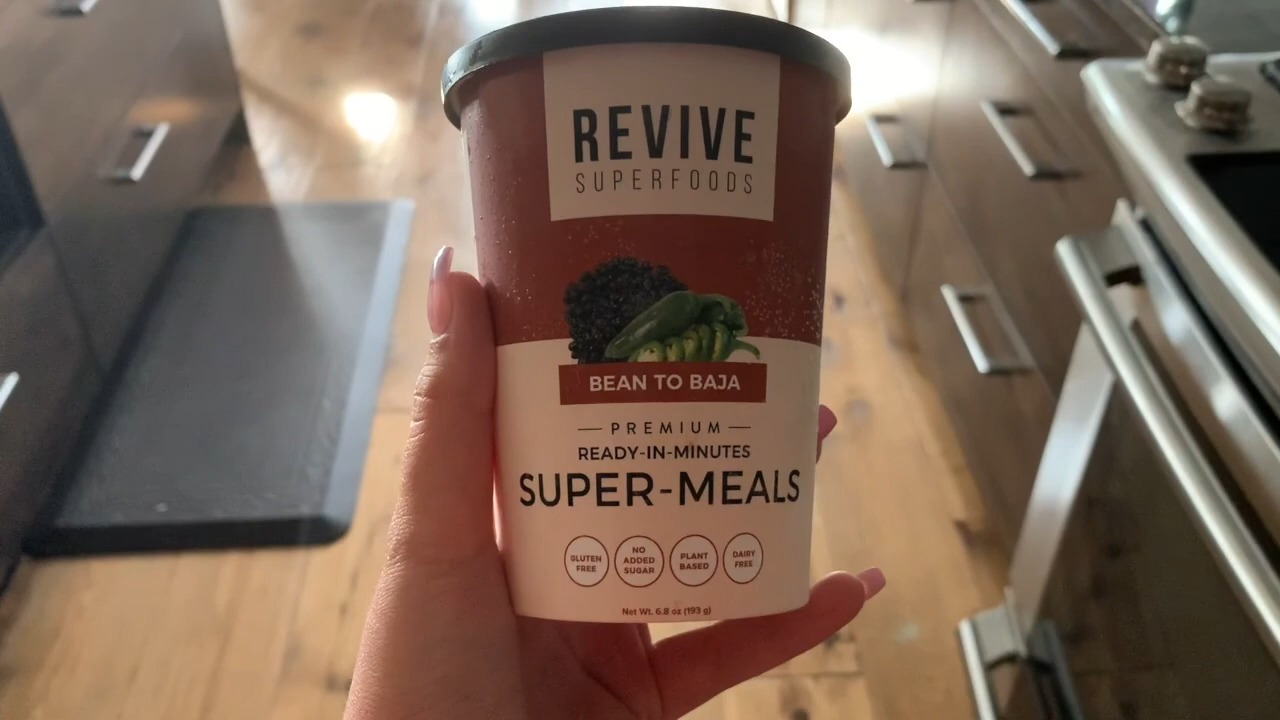 REVIVE
SUPERFOODS
BEAN TO BAJA
PREMIUM
READY-IN-MINUTES
SUPER-MEALS
GLUTEN
FREE
NO
ADDED
SUGAR
PLANT
BASED
DAIRY
FREE
Net Wt. 6.8 oz (193 g)